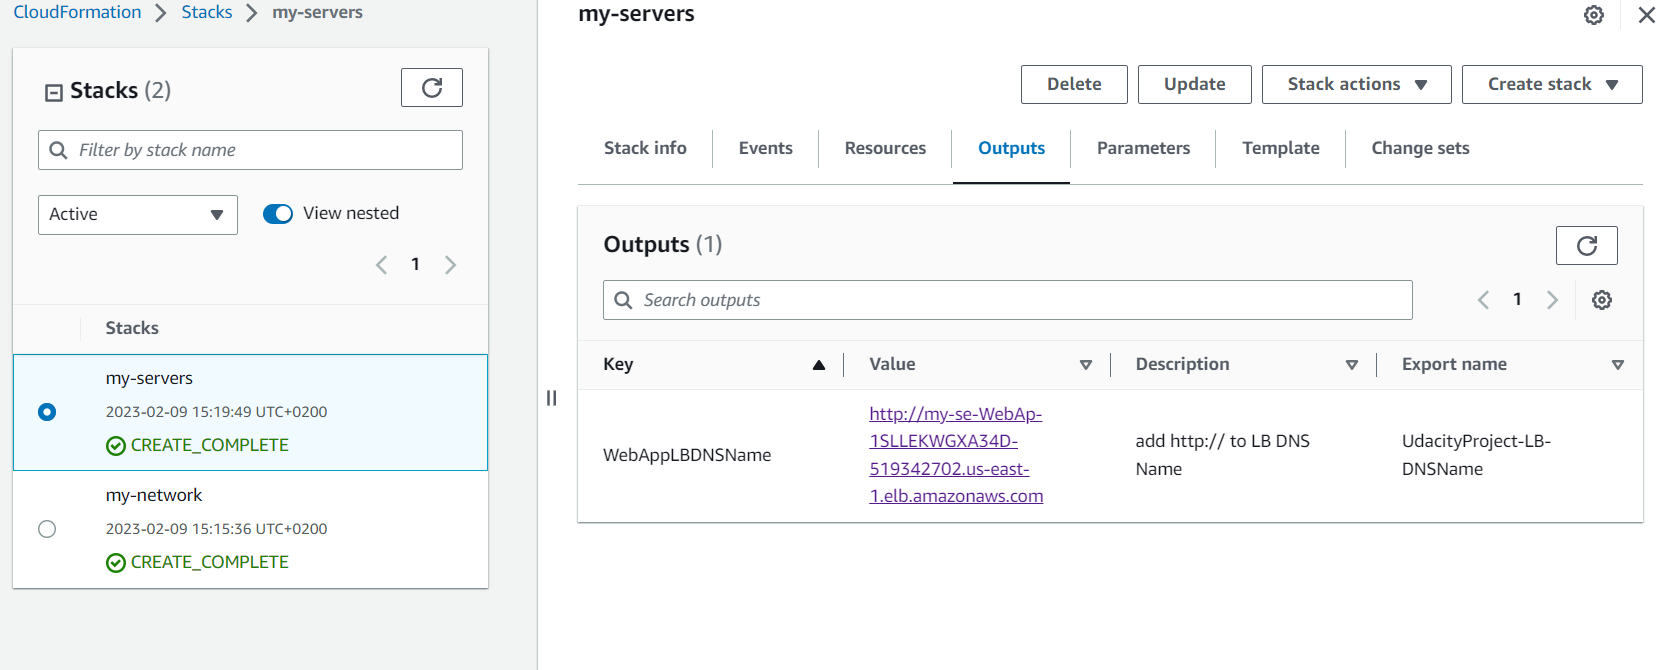 CloudFormation > Stacks > my-servers
Stacks (2)
Filter by stack name
Active
View nested
1
Stacks
my-servers
2023-02-09 15:19:49 UTC+0200
CREATE_COMPLETE
my-network
2023-02-09 15:15:36 UTC+0200
CREATE_COMPLETE
my-servers
Delete
Update
Stack actions
Create stack
Stack info
Events
Resources
Outputs
Parameters
Template
Change sets
Outputs (1)
Search outputs
1
Key
Value
Description
Export name
WebAppLBDNSName
http://my-se-WebAp-
1SLLEKWGXA34D-
519342702.us-east-
1.elb.amazonaws.com
add http:// to LB DNS
Name
UdacityProject-LB-
DNSName